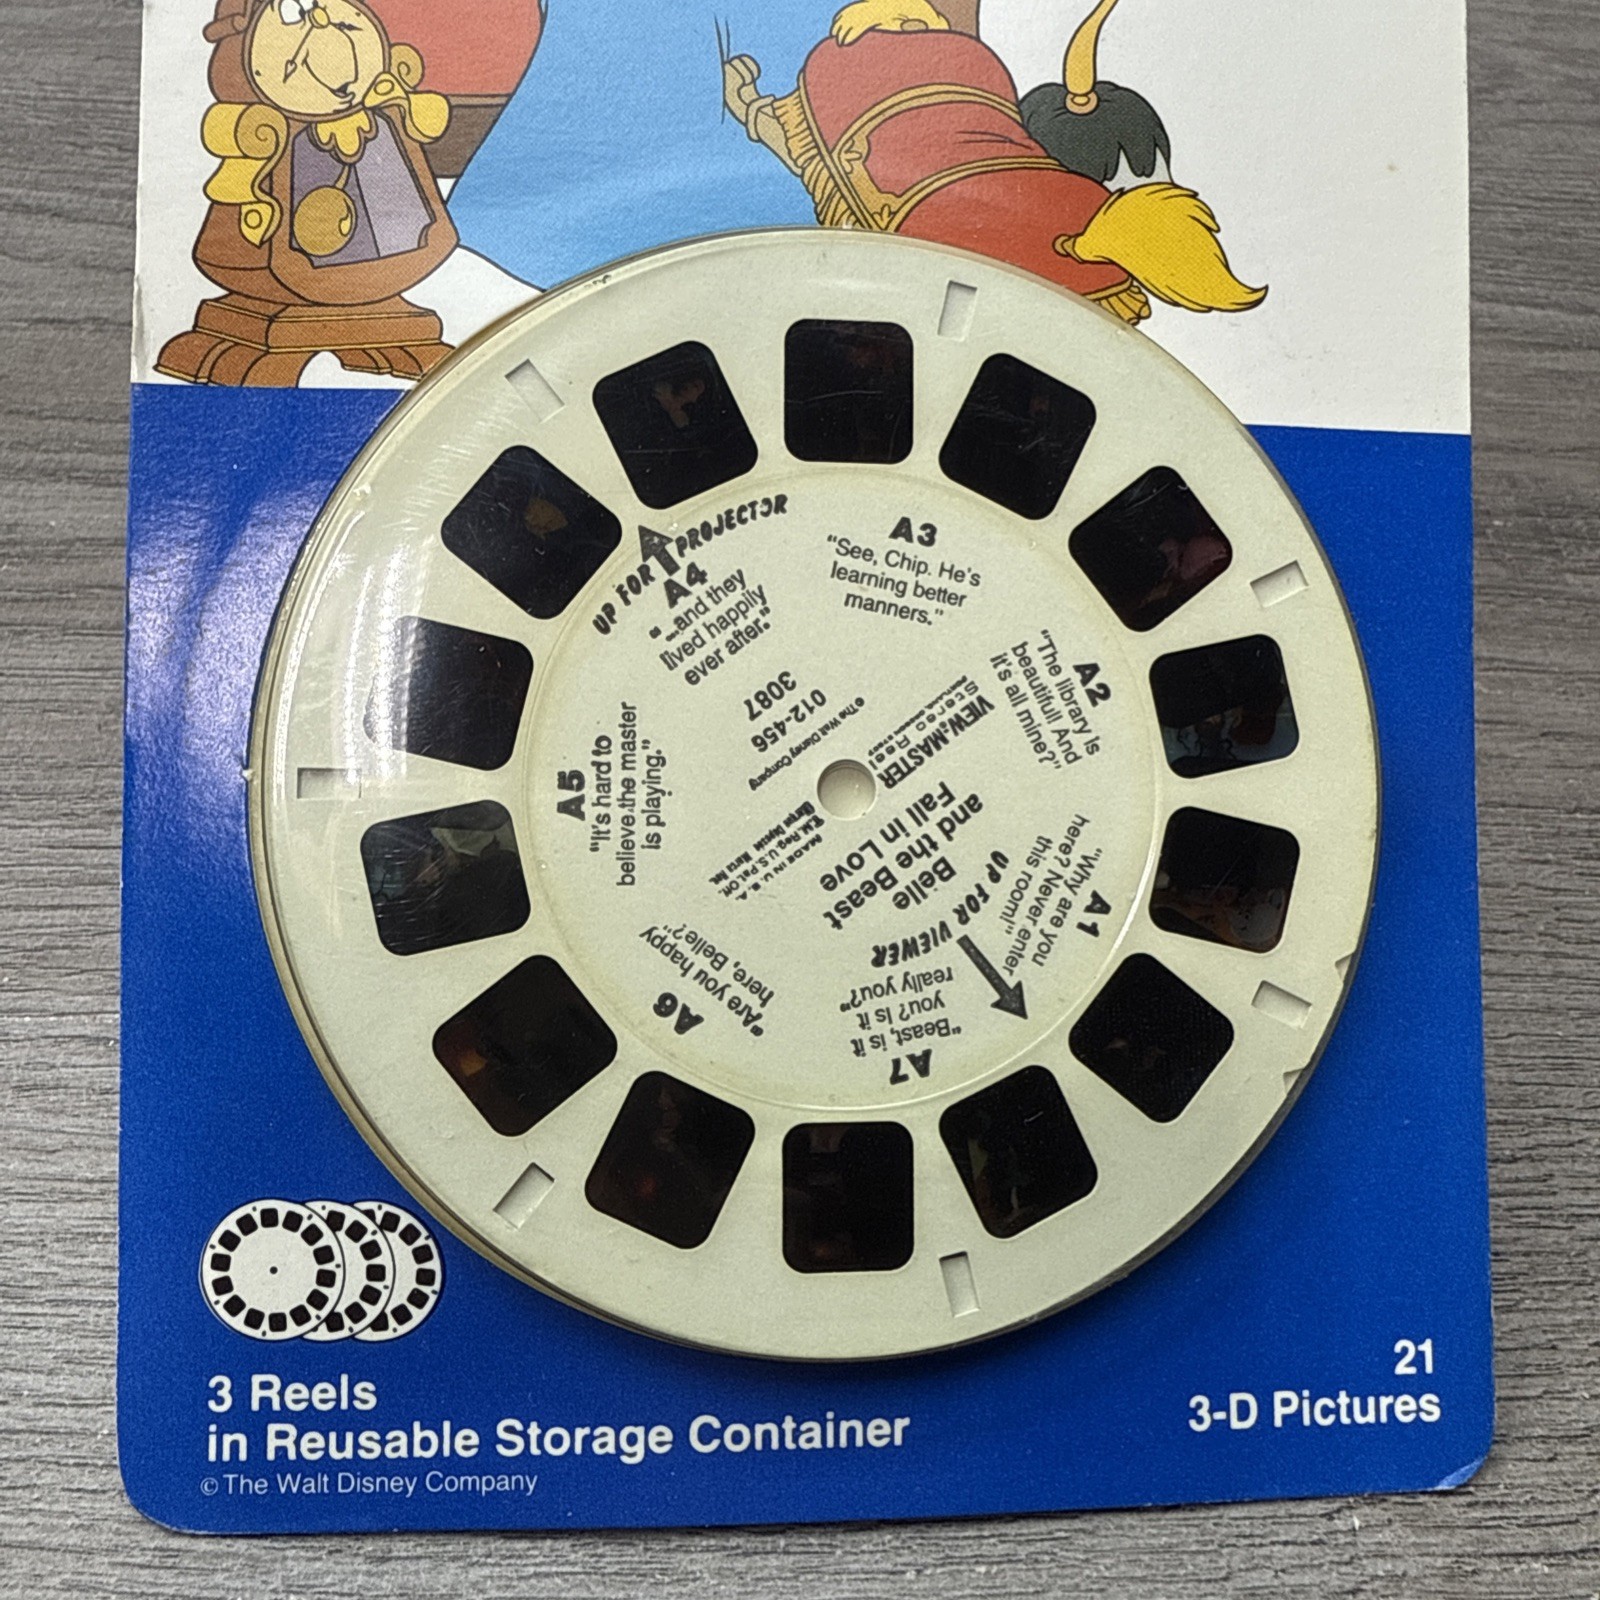 UP FOR PROJECTOR
A4
"...and they
lived happily
ever after."
A3
"See, Chip. He's
learning better
manners."
A2
"The library is
beautiful! And
it's all mine?"
A1
"Why are you
here? Never enter
this room!"
A7
"Beast, is it
you? Is it
really you?"
A6
"Are you happy
here, Belle?"
A5
"It's hard to
believe the master
is playing."
3087
012-456
©The Walt Disney Company
VIEW-MASTER
Stereo Reel
MADE IN U.S.A.
T.M. Reg. U.S. Pat. Off.
Marca Reg.
Belle
and the Beast
Fall in Love
UP FOR VIEWER
3 Reels
in Reusable Storage Container
© The Walt Disney Company
21
3-D Pictures